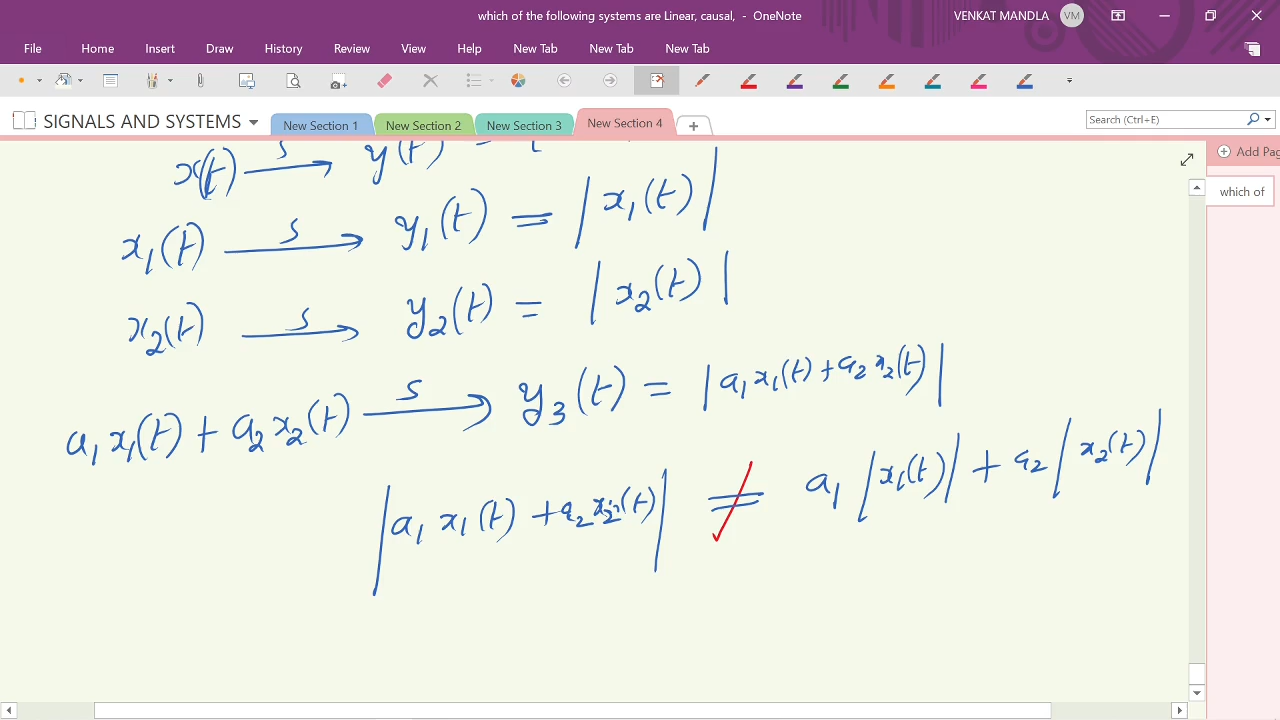 which of the following systems are Linear, causal, - OneNote
VENKAT MANDLA VM
File Home Insert Draw History Review View Help New Tab New Tab New Tab
SIGNALS AND SYSTEMS New Section 1 New Section 2 New Section 3 New Section 4 Search (Ctrl+E)
Add Pag
which of
x(t) S→ y(t) =
x₁(t) S→ y₁(t) = |x₁(t)|
x₂(t) S→ y₂(t) = |x₂(t)|
a₁x₁(t) + a₂x₂(t) S→ y₃(t) = |a₁x₁(t) + a₂x₂(t)|
|a₁x₁(t) + a₂x₂(t)| ≠ a₁|x₁(t)| + a₂|x₂(t)|